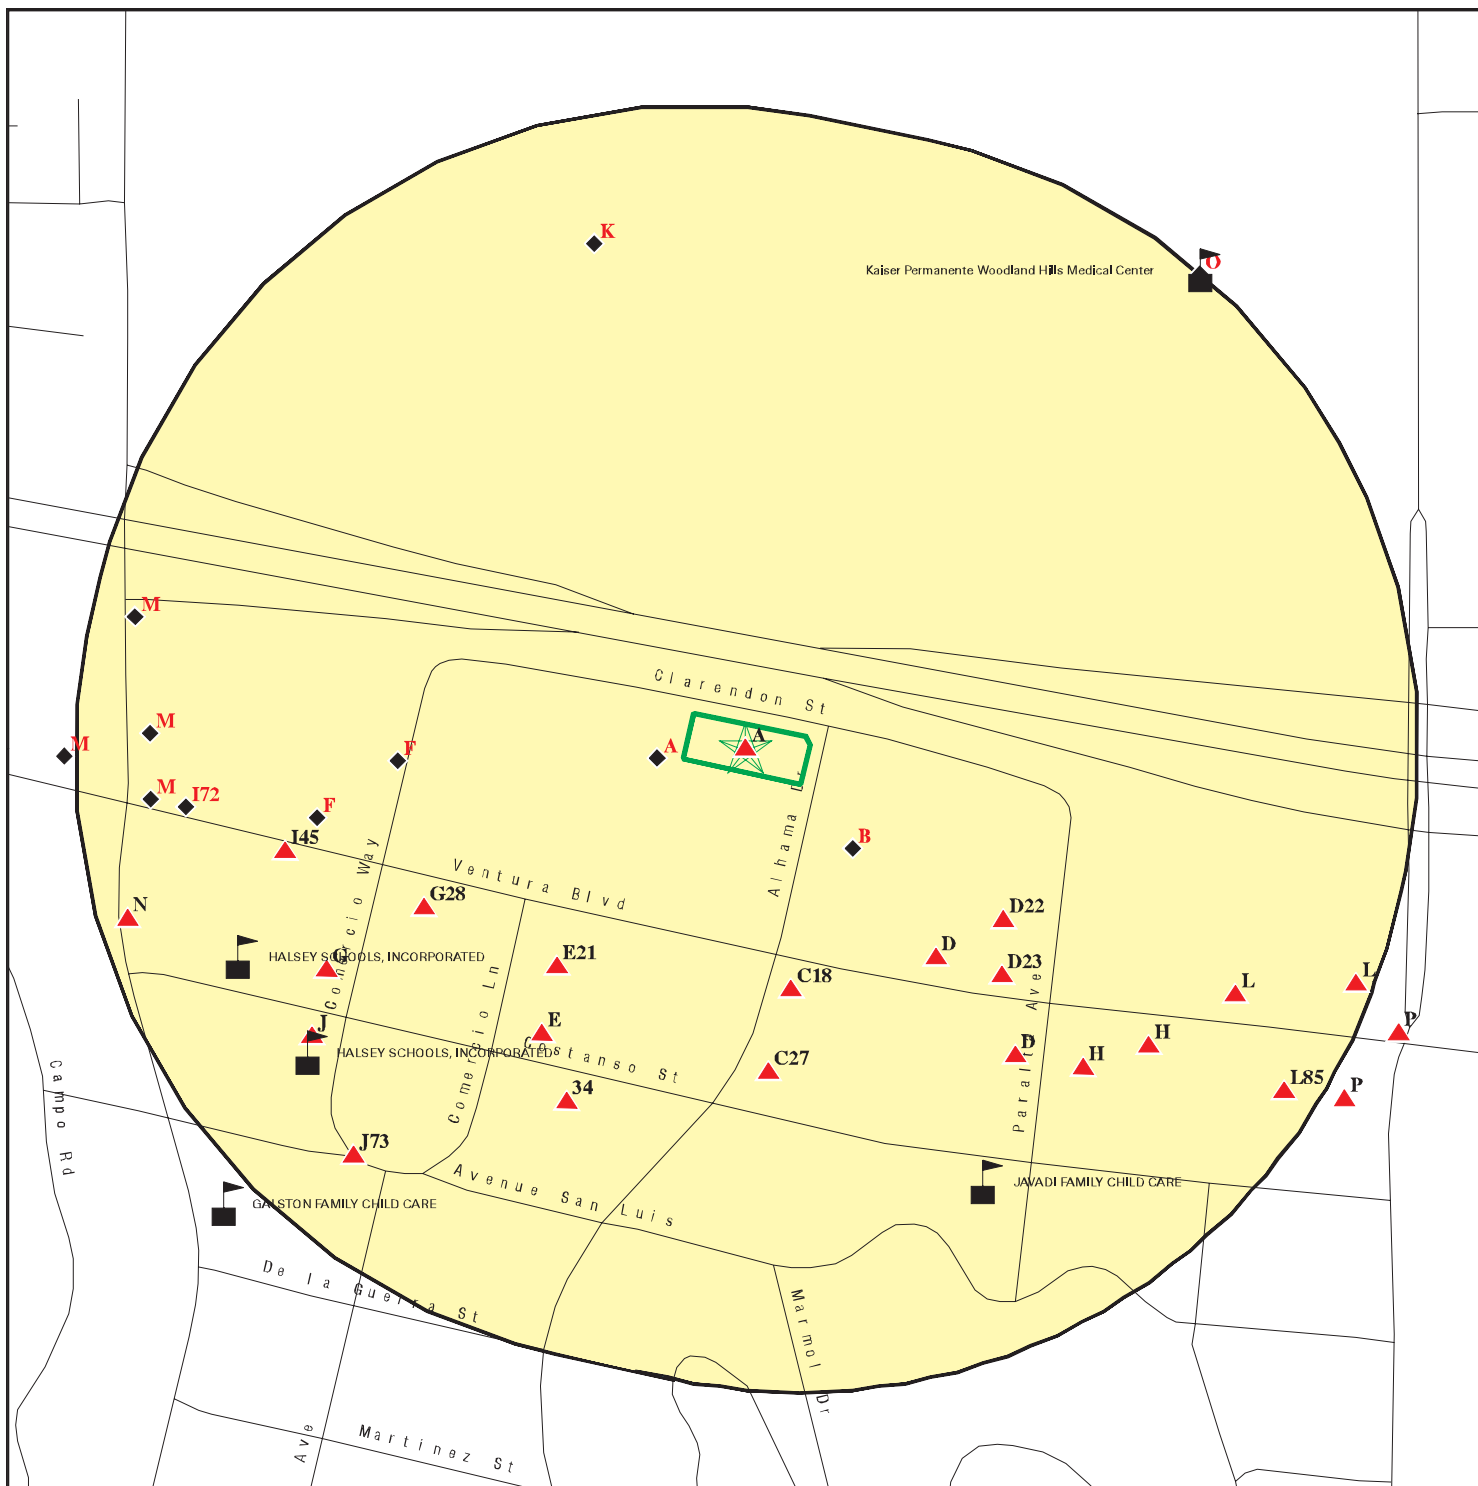 K
O
Kaiser Permanente Woodland Hills Medical Center
M
Clarendon St
M
M
F
A
A
M
I72
F
I45
B
Alhama Dr
Comercio Way
Ventura Blvd
G28
N
D22
E21
D
D23
HALSEY SCHOOLS, INCORPORATED
G
C18
L
L
Comercio Ln
Paralta Ave
J
E
HALSEY SCHOOLS, INCORPORATED
Costanso St
C27
D
H
H
P
L85
P
34
Campo Rd
J73
Avenue San Luis
JAVADI FAMILY CHILD CARE
GALSTON FAMILY CHILD CARE
De la Guerra St
Marmol Dr
Ave
Martinez St